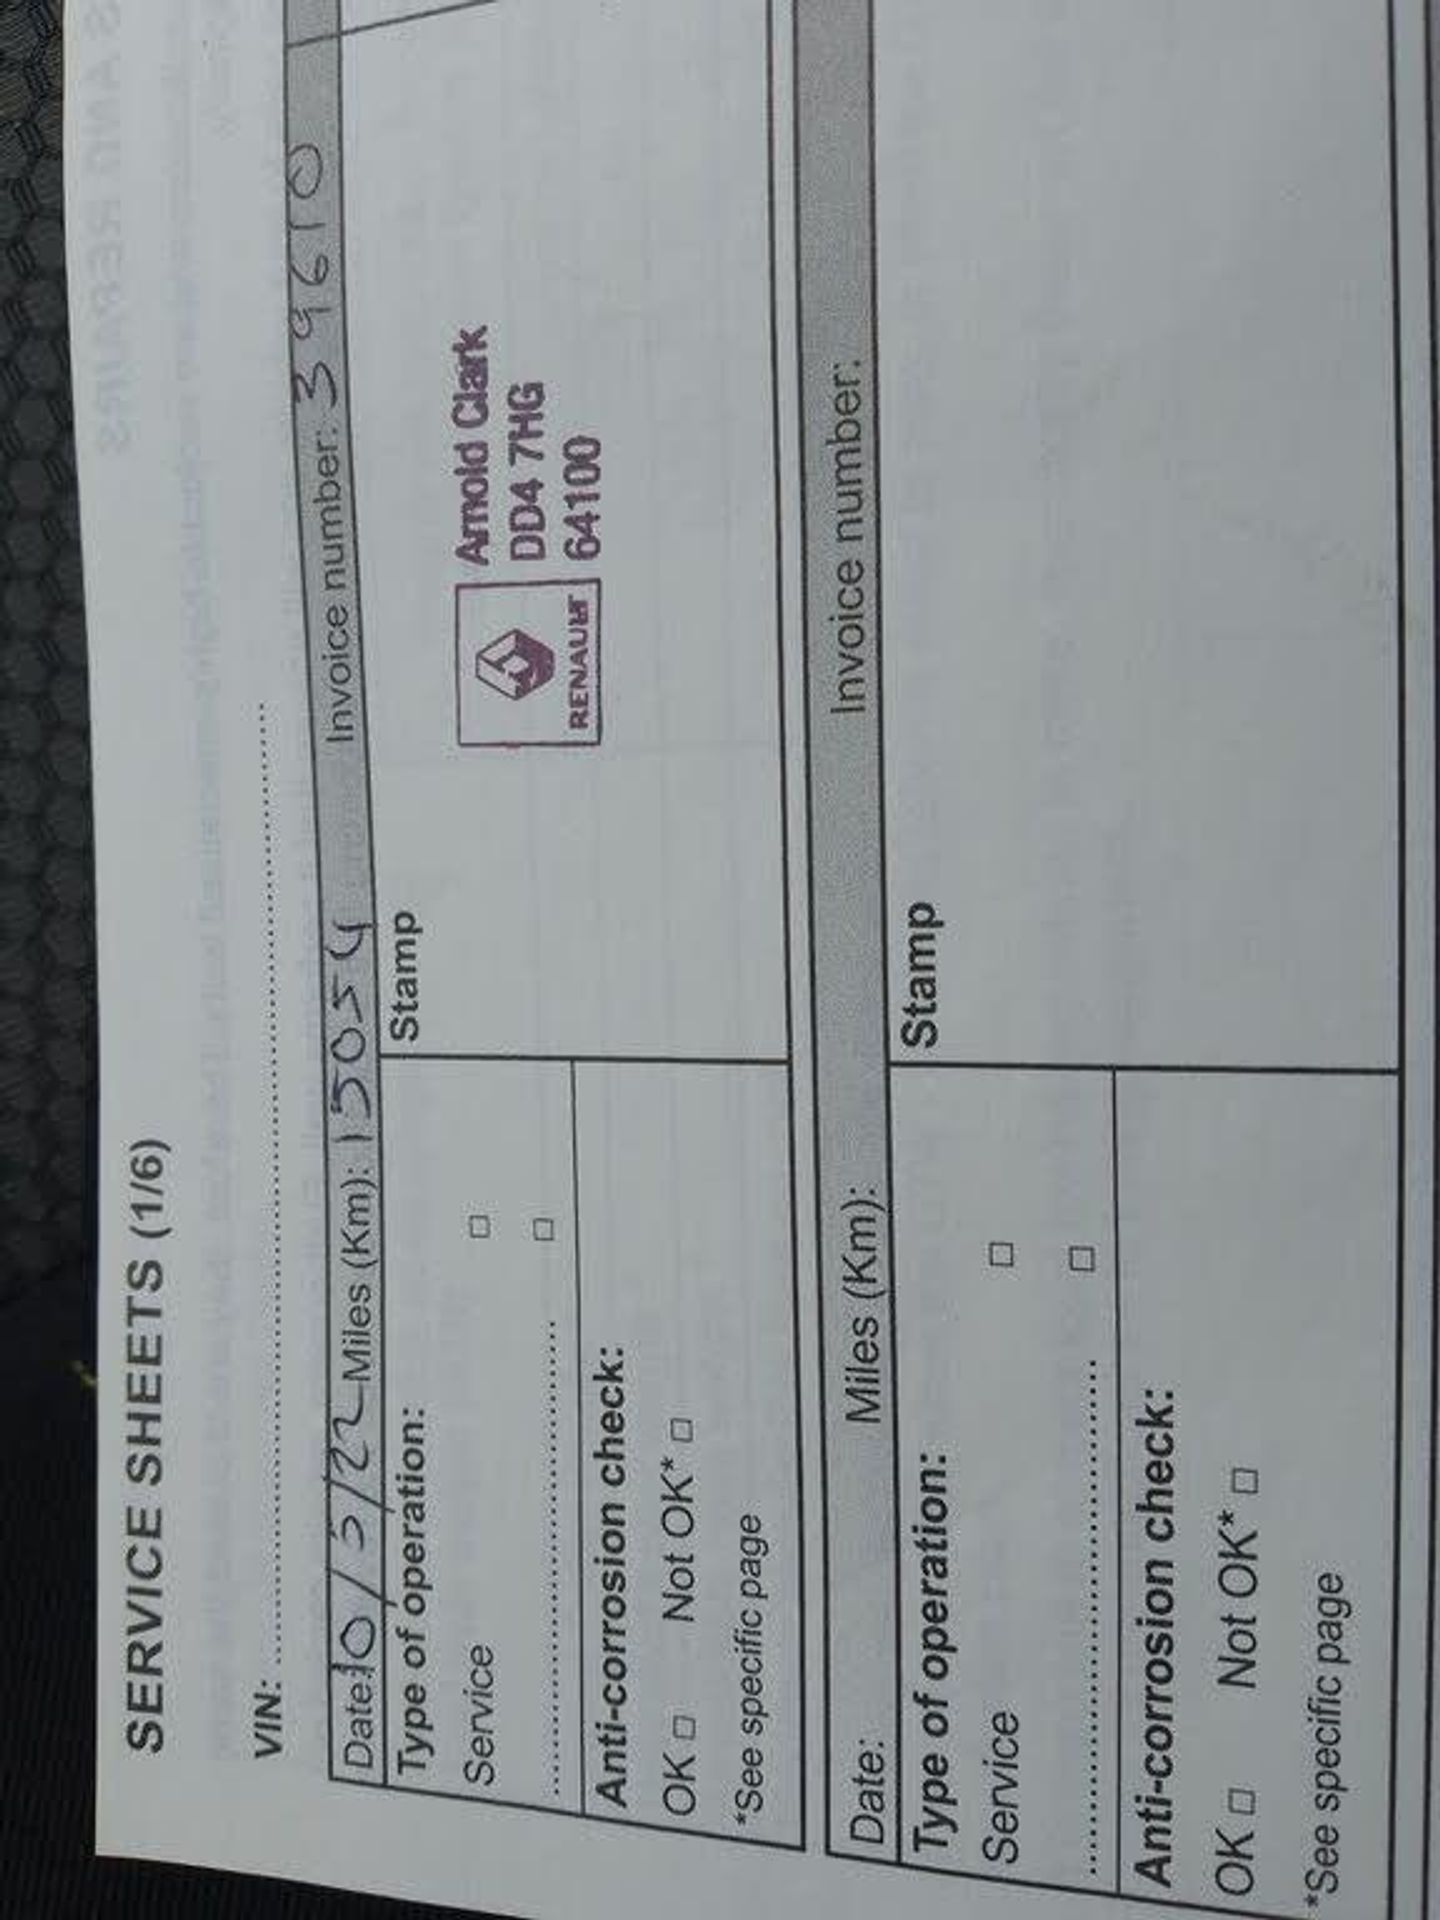 SERVICE SHEETS (1/6)
VIN: ................................................
Date: 10/3/22 Miles (Km): 15054 Invoice number: 39610
Type of operation:
Service □
................................ □
Anti-corrosion check:
OK □ Not OK* □
*See specific page
Stamp
RENAULT
Arnold Clark
DD4 7HG
64100
Date: Miles (Km): Invoice number:
Type of operation:
Service □
................................ □
Anti-corrosion check:
OK □ Not OK* □
*See specific page
Stamp